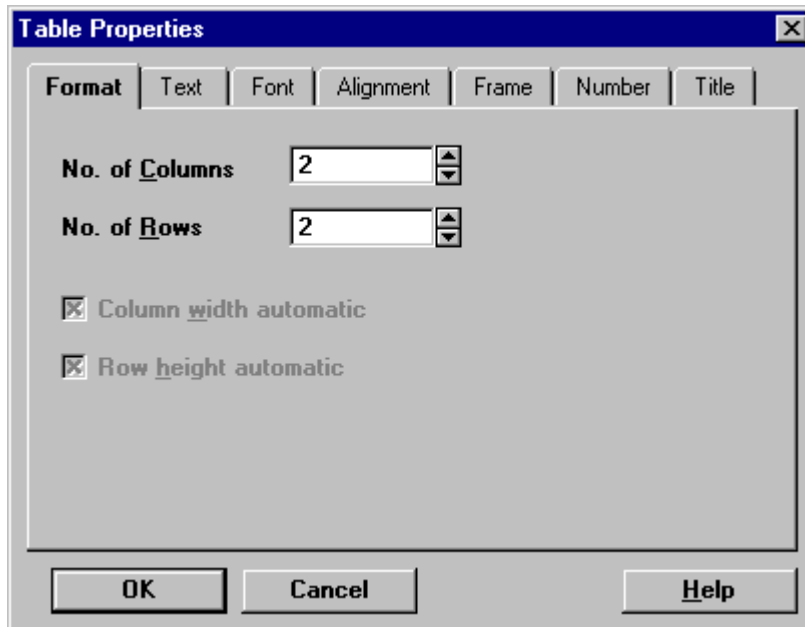 Table Properties
Format Text Font Alignment Frame Number Title
No. of Columns 2
No. of Rows 2
Column width automatic
Row height automatic
OK Cancel Help